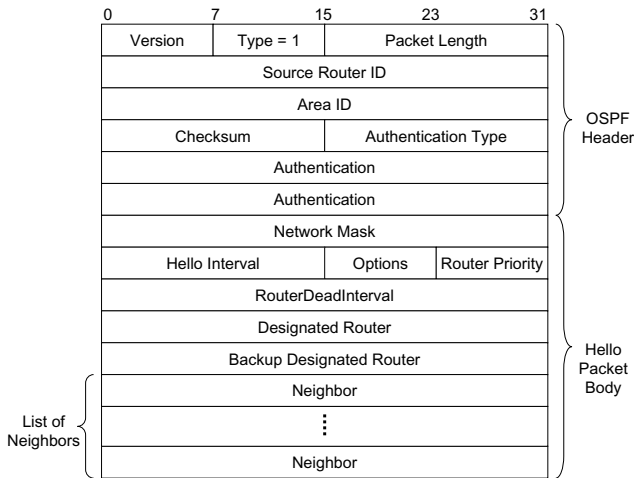 0 7 15 23 31
Version Type = 1 Packet Length
Source Router ID
Area ID
Checksum Authentication Type
Authentication
Authentication
OSPF
Header
Network Mask
Hello Interval Options Router Priority
RouterDeadInterval
Designated Router
Backup Designated Router
Neighbor
Neighbor
Hello
Packet
Body
List of
Neighbors